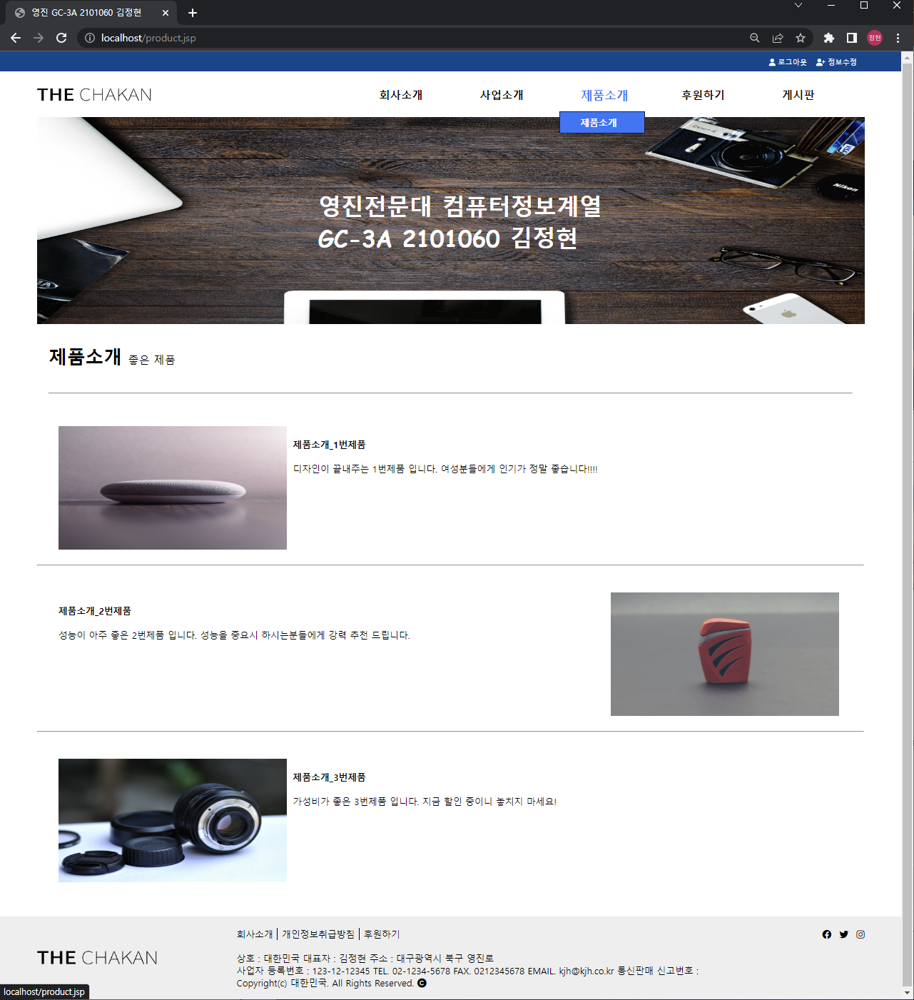 영진 GC-3A 2101060 김정현
localhost/product.jsp
정현
로그아웃 정보수정
THE CHAKAN
회사소개 사업소개 제품소개 후원하기 게시판
제품소개
Zenit-E
Nikon
영진전문대 컴퓨터정보계열
GC-3A 2101060 김정현
제품소개 좋은 제품
제품소개_1번제품
디자인이 끝내주는 1번제품 입니다. 여성분들에게 인기가 정말 좋습니다!!!!
제품소개_2번제품
성능이 아주 좋은 2번제품 입니다. 성능을 중요시 하시는분들에게 강력 추천 드립니다.
제품소개_3번제품
가성비가 좋은 3번제품 입니다. 지금 할인 중이니 놓치지 마세요!
회사소개 개인정보취급방침 후원하기
THE CHAKAN
상호 : 대한민국 대표자 : 김정현 주소 : 대구광역시 북구 영진로
사업자 등록번호 : 123-12-12345 TEL. 02-1234-5678 FAX. 0212345678 EMAIL. kjh@kjh.co.kr 통신판매 신고번호 :
Copyright(c) 대한민국. All Rights Reserved.
localhost/product.jsp